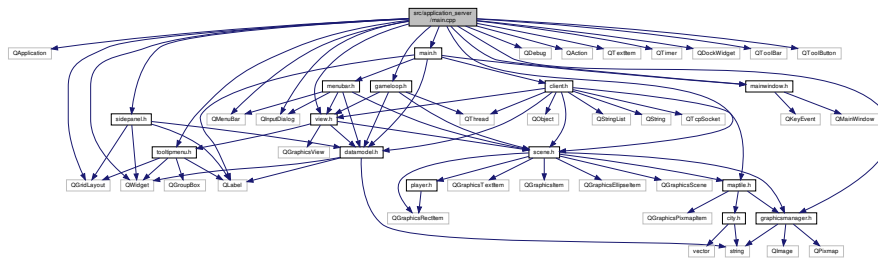 src/application_server
/main.cpp
QApplication
main.h
QDebug
QAction
QTextItem
QTimer
QDockWidget
QToolBar
QToolButton
menubar.h
gameloop.h
client.h
mainwindow.h
sidepanel.h
QMenuBar
QInputDialog
view.h
QThread
QObject
QStringList
QString
QTcpSocket
QKeyEvent
QMainWindow
tooltipmenu.h
QGraphicsView
datamodel.h
scene.h
QGridLayout
QWidget
QGroupBox
QLabel
player.h
QGraphicsTextItem
QGraphicsItem
QGraphicsEllipseItem
QGraphicsScene
maptile.h
QGraphicsRectItem
QGraphicsPixmapItem
city.h
graphicsmanager.h
vector
string
QImage
QPixmap